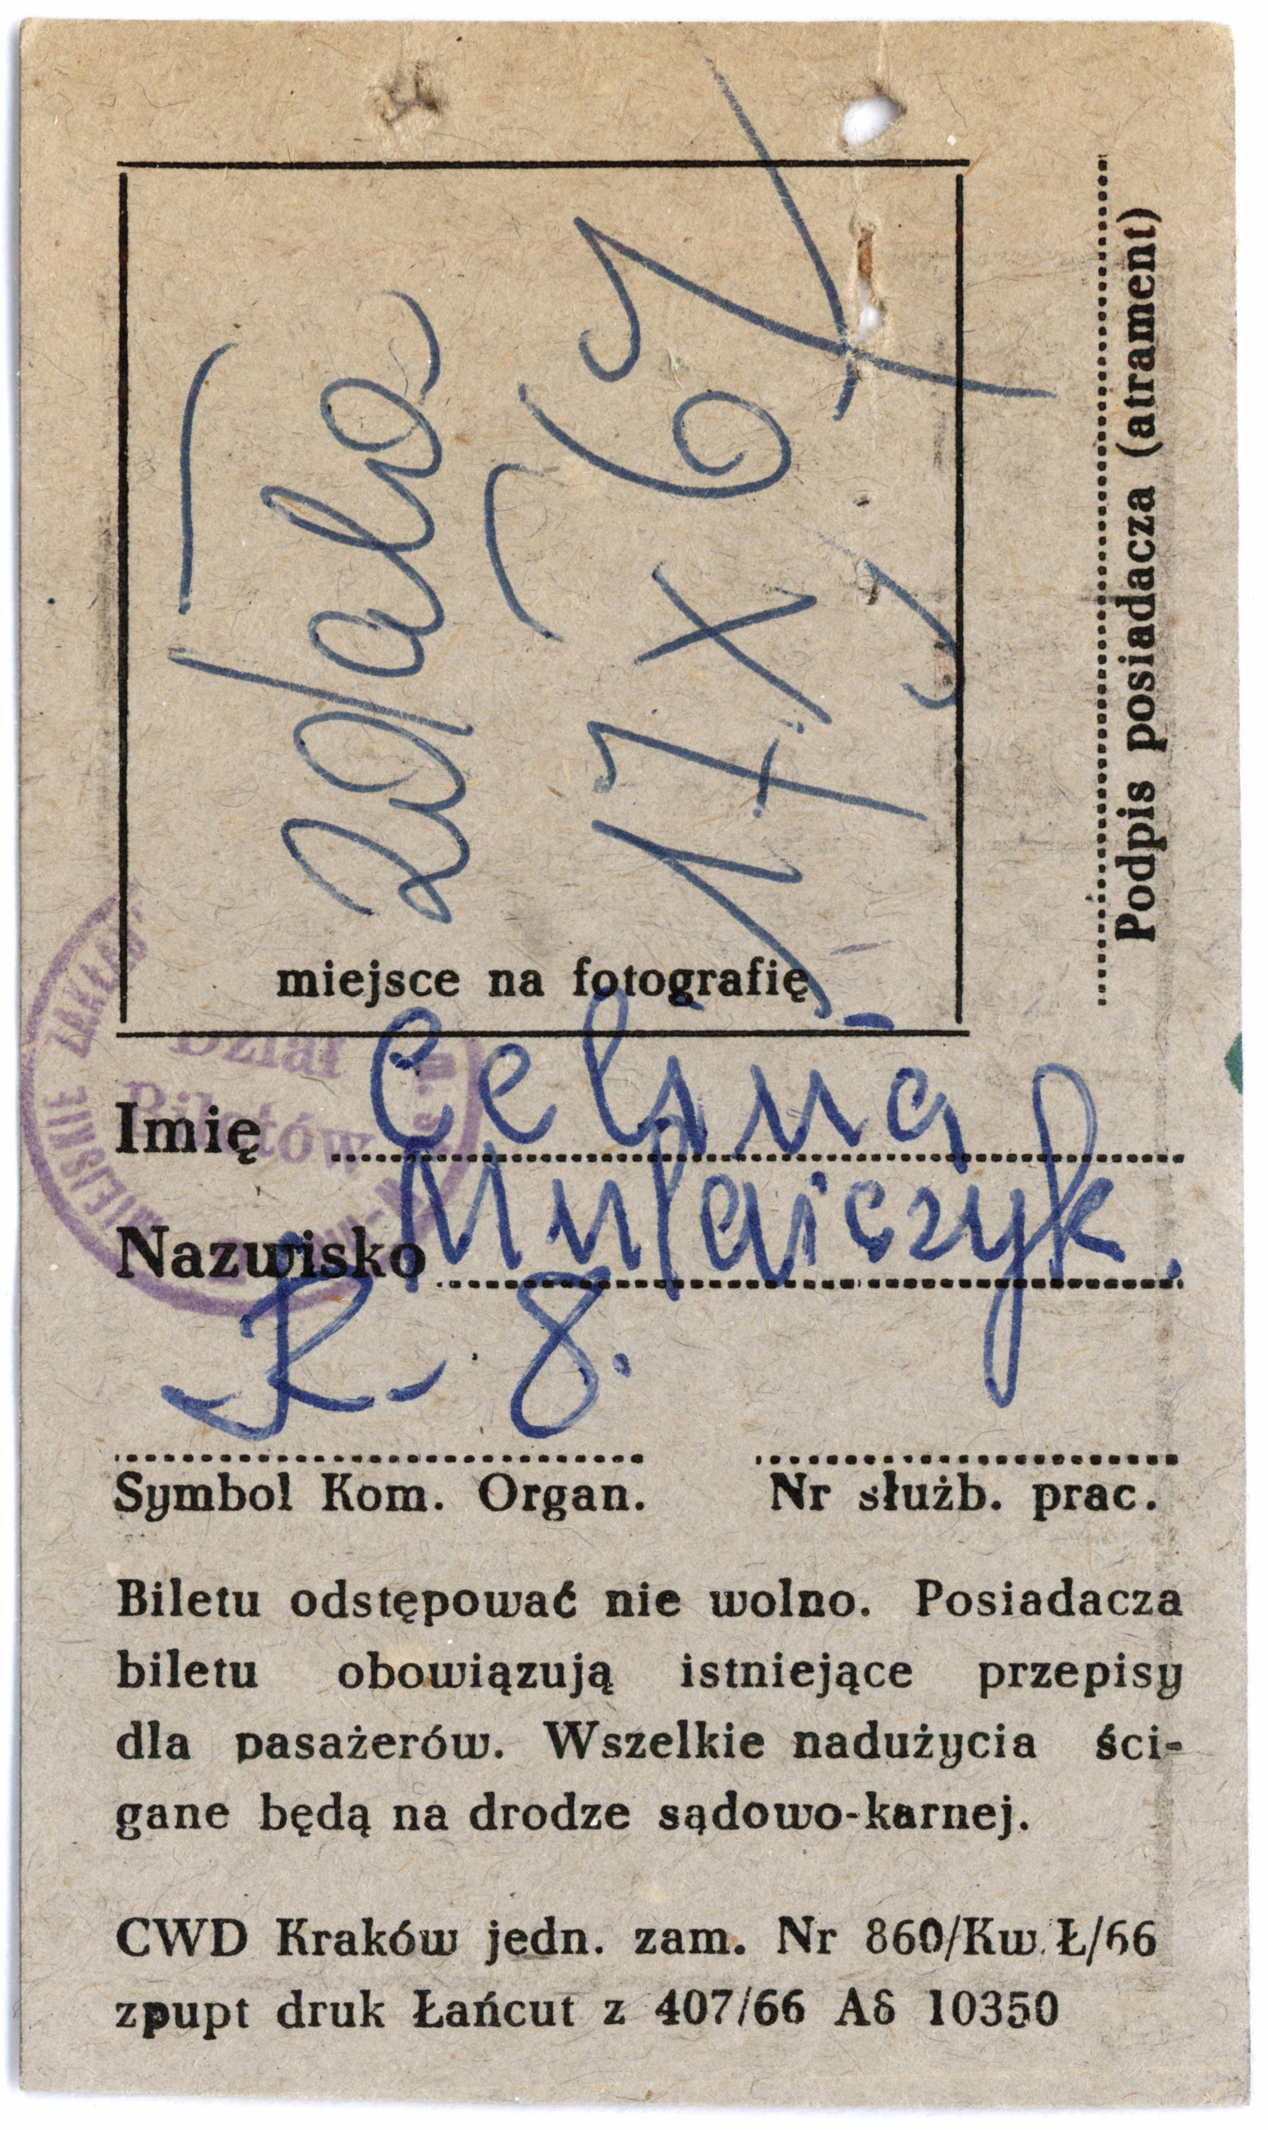 17 X 67
miejsce na fotografię
Podpis posiadacza (atrament)
MIEJSKIE ZAKŁAD
Dział
Biletów
Imię Celina
Nazwisko
K - 8.
Symbol Kom. Organ. Nr służb. prac.
Biletu odstępować nie wolno. Posiadacza
biletu obowiązują istniejące przepisy
dla pasażerów. Wszelkie nadużycia ści-
gane będą na drodze sądowo-karnej.
CWD Kraków jedn. zam. Nr 860/Kw.Ł/66
zpupt druk Łańcut z 407/66 A6 10350